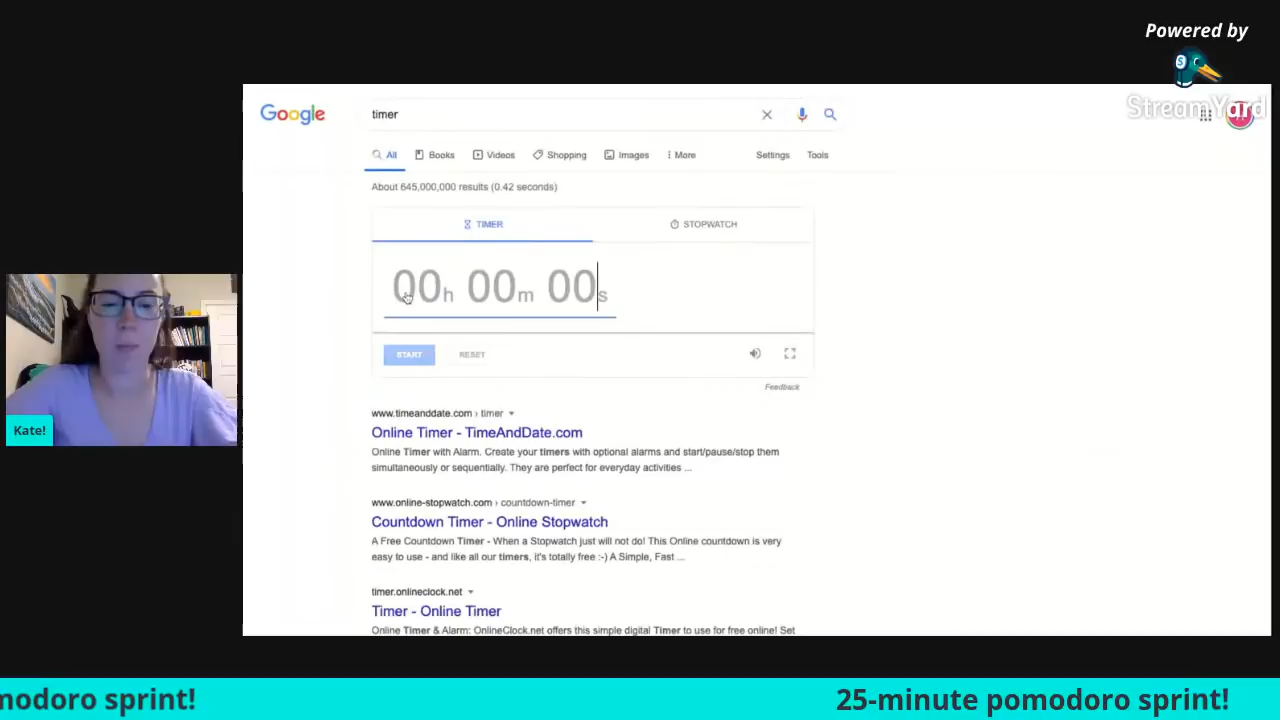 Powered by
StreamYard
Google
timer
All Books Videos Shopping Images More Settings Tools
About 645,000,000 results (0.42 seconds)
TIMER STOPWATCH
00h 00m 00s
START RESET
Feedback
www.timeanddate.com › timer
Online Timer - TimeAndDate.com
Online Timer with Alarm. Create your timers with optional alarms and start/pause/stop them
simultaneously or sequentially. They are perfect for everyday activities ...
www.online-stopwatch.com › countdown-timer
Countdown Timer - Online Stopwatch
A Free Countdown Timer - When a Stopwatch just will not do! This Online countdown is very
easy to use - and like all our timers, it's totally free :-) A Simple, Fast ...
timer.onlineclock.net
Timer - Online Timer
Online Timer & Alarm: OnlineClock.net offers this simple digital Timer to use for free online! Set
Kate!
modoro sprint! 25-minute pomodoro sprint!